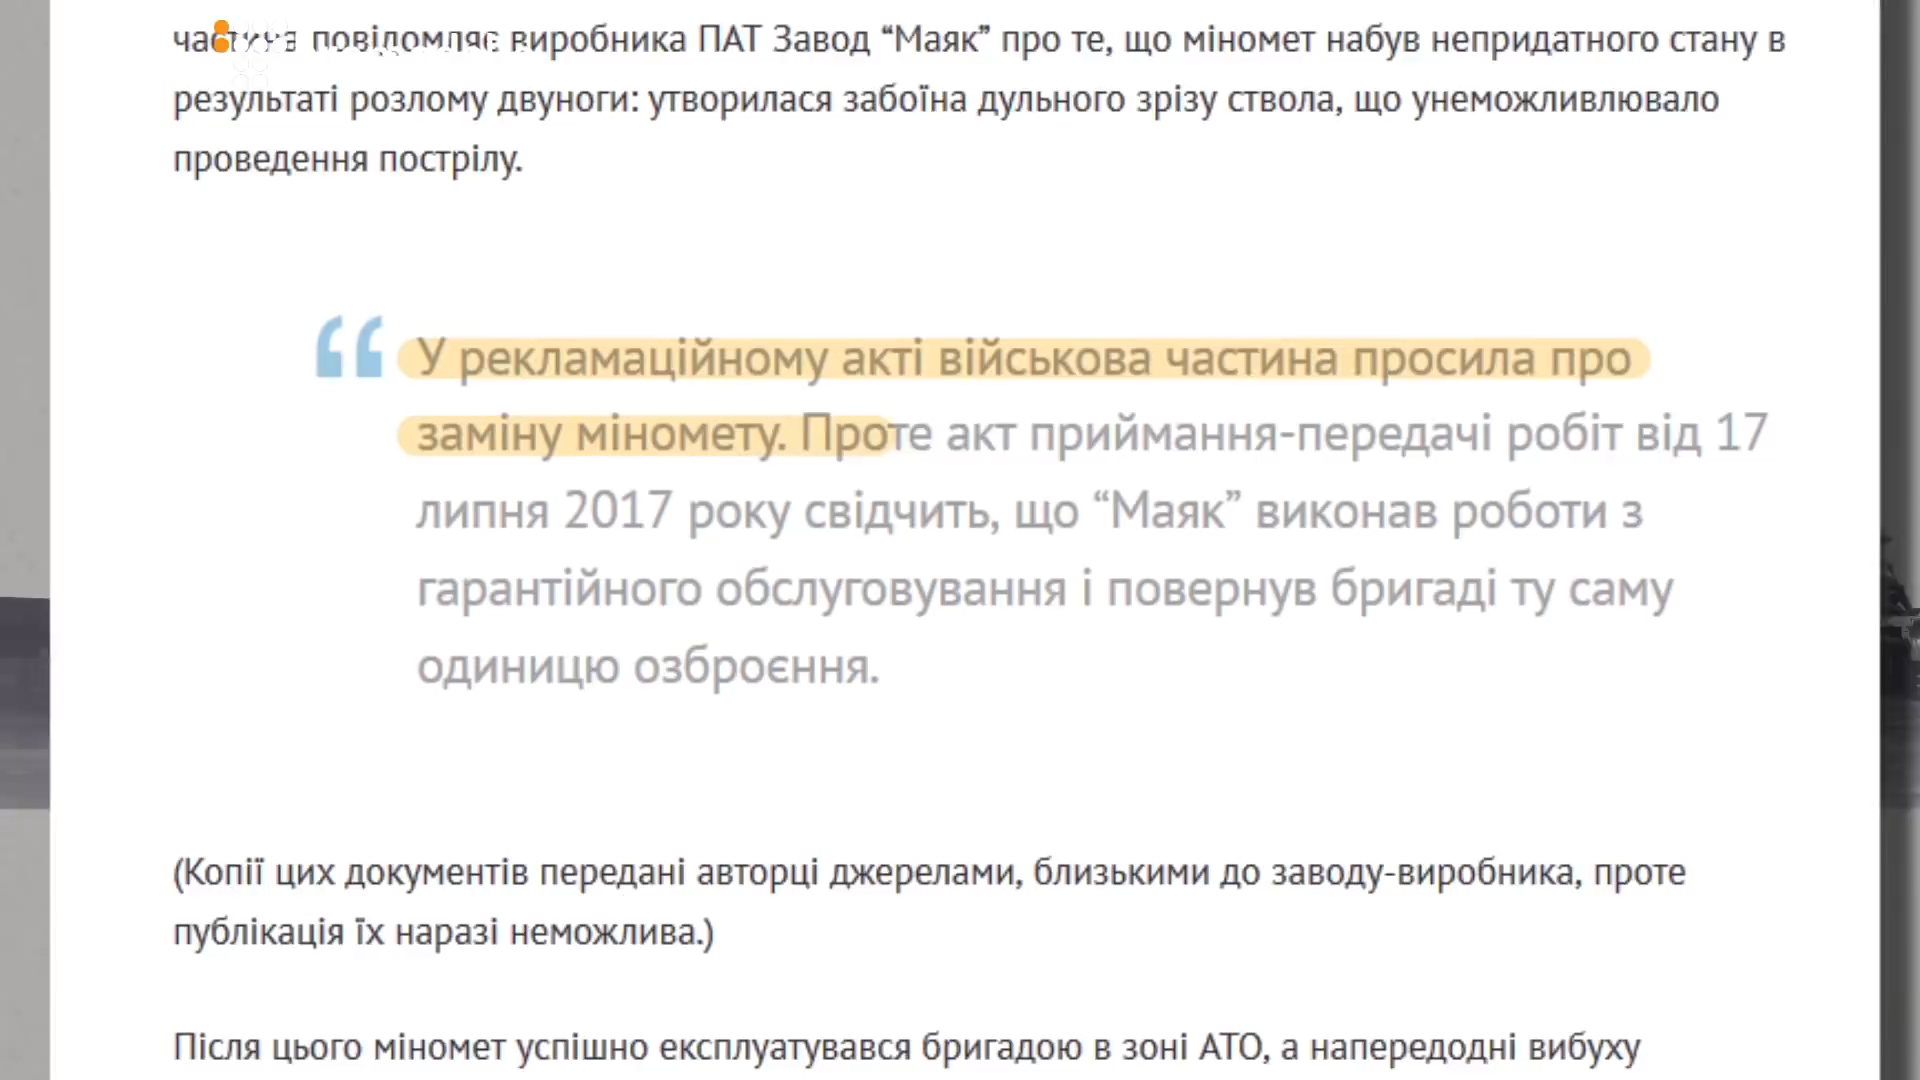 частина повідомляє виробника ПАТ Завод “Маяк” про те, що міномет набув непридатного стану в
результаті розлому двуноги: утворилася забоїна дульного зрізу ствола, що унеможливлювало
проведення пострілу.
“ У рекламаційному акті військова частина просила про
заміну міномету. Проте акт приймання-передачі робіт від 17
липня 2017 року свідчить, що “Маяк” виконав роботи з
гарантійного обслуговування і повернув бригаді ту саму
одиницю озброєння.
(Копії цих документів передані авторці джерелами, близькими до заводу-виробника, проте
публікація їх наразі неможлива.)
Після цього міномет успішно експлуатувався бригадою в зоні АТО, а напередодні вибуху